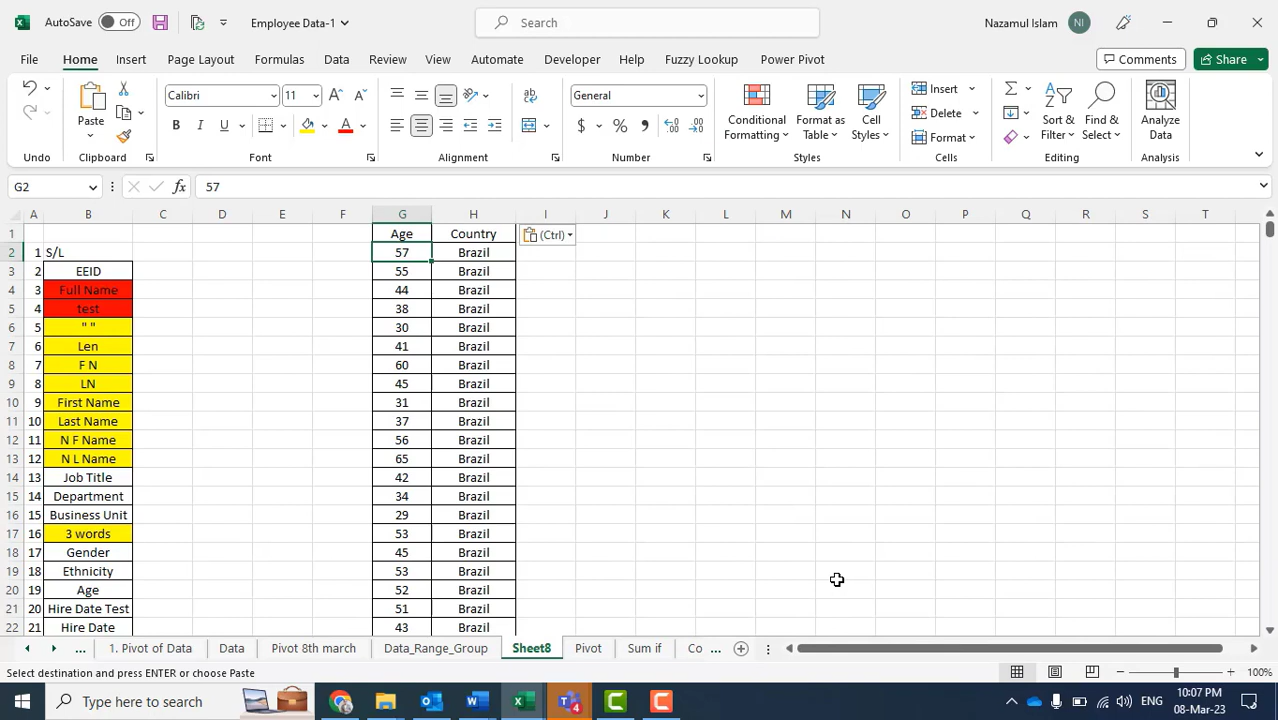 AutoSave Off Employee Data-1 Search Nazamul Islam NI
File Home Insert Draw Page Layout Formulas Data Review View Automate Developer Help Fuzzy Lookup Power Pivot Comments Share
Calibri 11 General Insert
Paste B I U $ % Conditional Formatting Format as Table Cell Styles Delete Sort & Filter Find & Select Analyze Data
Format
Undo Clipboard Font Alignment Number Styles Cells Editing Analysis
G2 fx 57
A B C D E F G H I J K L M N O P Q R S T
1 Age Country (Ctrl)
2 1 S/L 57 Brazil
3 2 EEID 55 Brazil
4 3 Full Name 44 Brazil
5 4 test 38 Brazil
6 5 " " 30 Brazil
7 6 Len 41 Brazil
8 7 F N 60 Brazil
9 8 LN 45 Brazil
10 9 First Name 31 Brazil
11 10 Last Name 37 Brazil
12 11 N F Name 56 Brazil
13 12 N L Name 65 Brazil
14 13 Job Title 42 Brazil
15 14 Department 34 Brazil
16 15 Business Unit 29 Brazil
17 16 3 words 53 Brazil
18 17 Gender 45 Brazil
19 18 Ethnicity 53 Brazil
20 19 Age 52 Brazil
21 20 Hire Date Test 51 Brazil
22 21 Hire Date 43 Brazil
... 1. Pivot of Data Data Pivot 8th march Data_Range_Group Sheet8 Pivot Sum if Co ...
Select destination and press ENTER or choose Paste 100%
Type here to search 4 ENG 10:07 PM
08-Mar-23